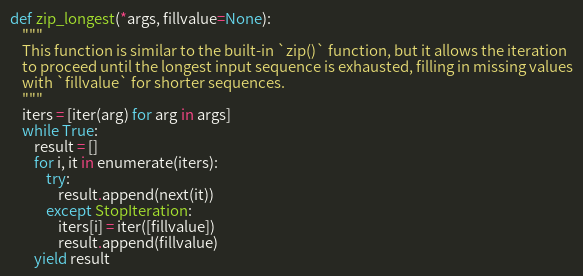 def zip_longest(*args, fillvalue=None):
    """
    This function is similar to the built-in `zip()` function, but it allows the iteration
    to proceed until the longest input sequence is exhausted, filling in missing values
    with `fillvalue` for shorter sequences.
    """
    iters = [iter(arg) for arg in args]
    while True:
        result = []
        for i, it in enumerate(iters):
            try:
                result.append(next(it))
            except StopIteration:
                iters[i] = iter([fillvalue])
                result.append(fillvalue)
        yield result